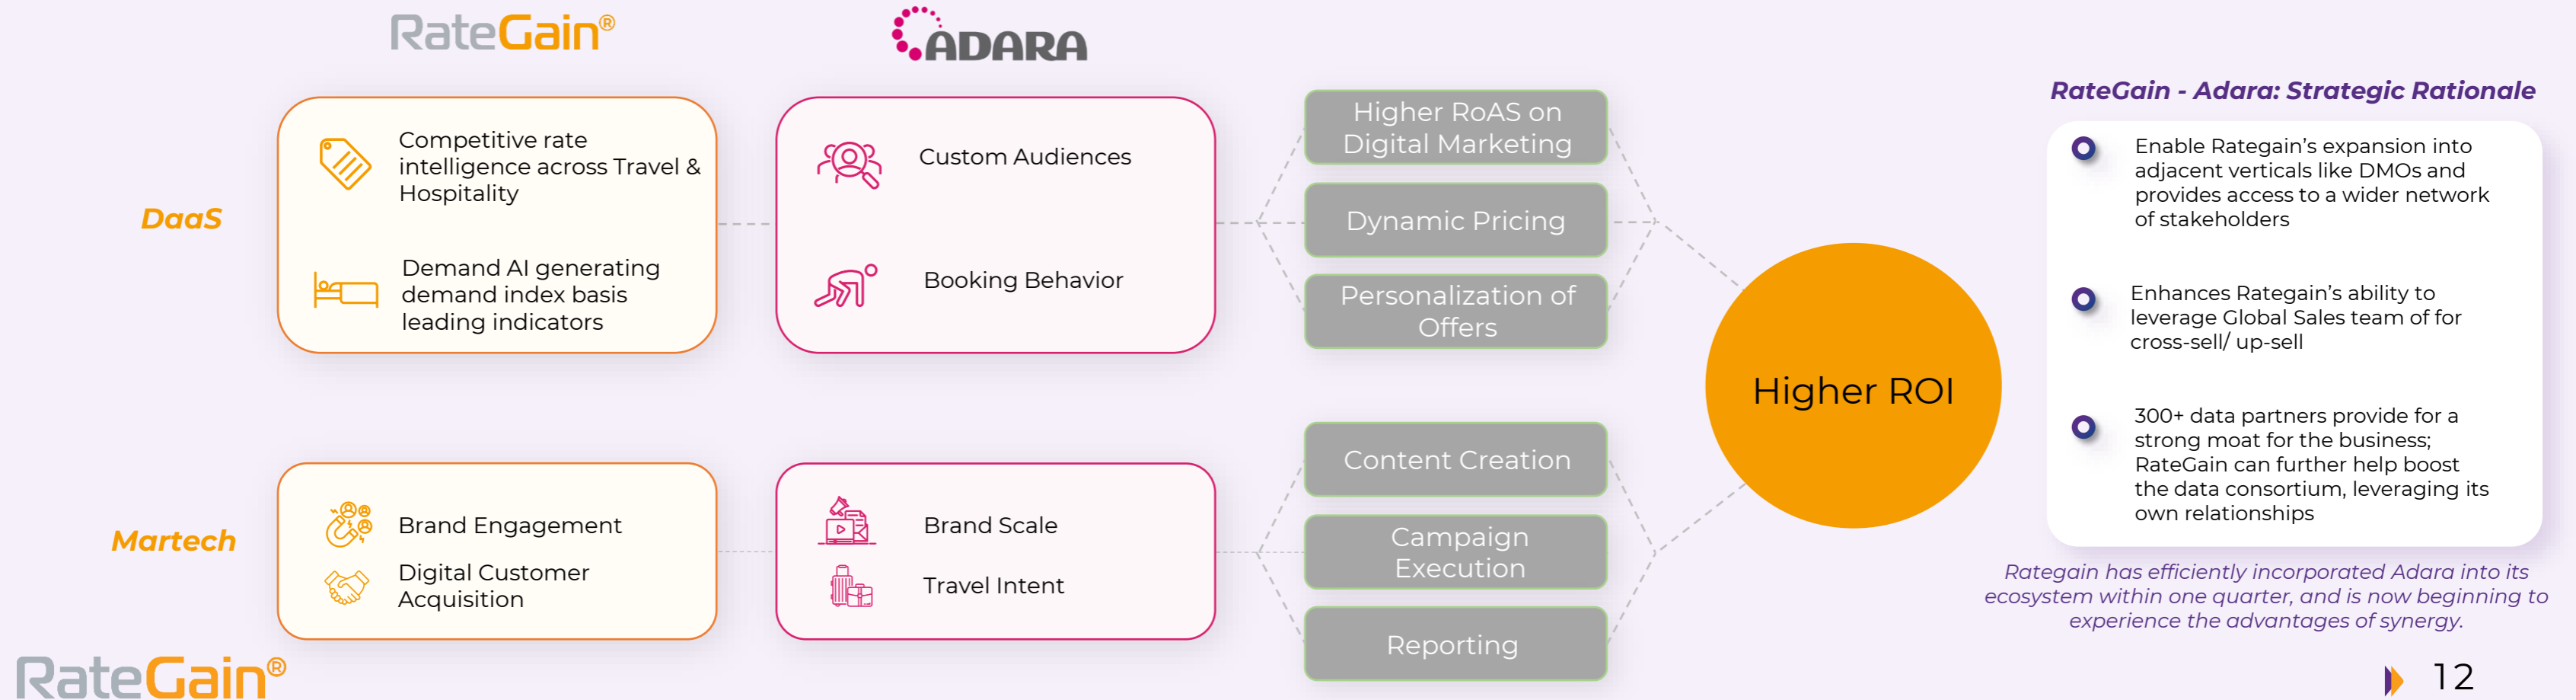 RateGain®
ADARA
DaaS
Competitive rate
intelligence across Travel &
Hospitality
Demand AI generating
demand index basis
leading indicators
Custom Audiences
Booking Behavior
Higher RoAS on
Digital Marketing
Dynamic Pricing
Personalization of
Offers
Martech
Brand Engagement
Digital Customer
Acquisition
Brand Scale
Travel Intent
Content Creation
Campaign
Execution
Reporting
Higher ROI
RateGain - Adara: Strategic Rationale
Enable Rategain’s expansion into
adjacent verticals like DMOs and
provides access to a wider network
of stakeholders
Enhances Rategain’s ability to
leverage Global Sales team of for
cross-sell/ up-sell
300+ data partners provide for a
strong moat for the business;
RateGain can further help boost
the data consortium, leveraging its
own relationships
Rategain has efficiently incorporated Adara into its
ecosystem within one quarter, and is now beginning to
experience the advantages of synergy.
RateGain®
12